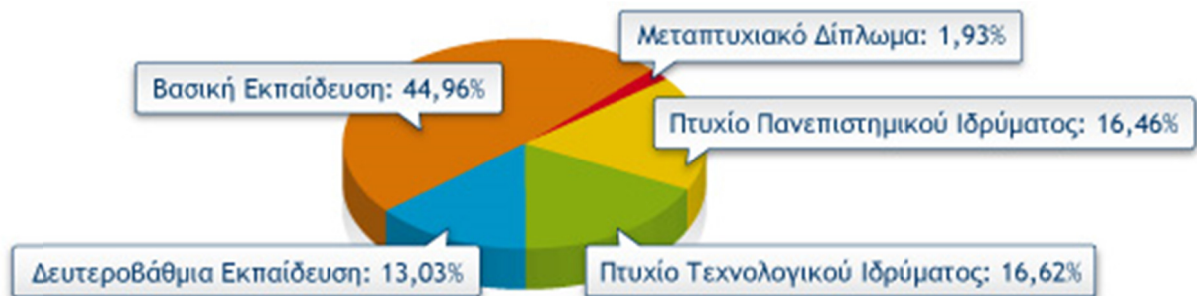 Μεταπτυχιακό Δίπλωμα: 1,93%
Βασική Εκπαίδευση: 44,96%
Πτυχίο Πανεπιστημικού Ιδρύματος: 16,46%
Δευτεροβάθμια Εκπαίδευση: 13,03%
Πτυχίο Τεχνολογικού Ιδρύματος: 16,62%